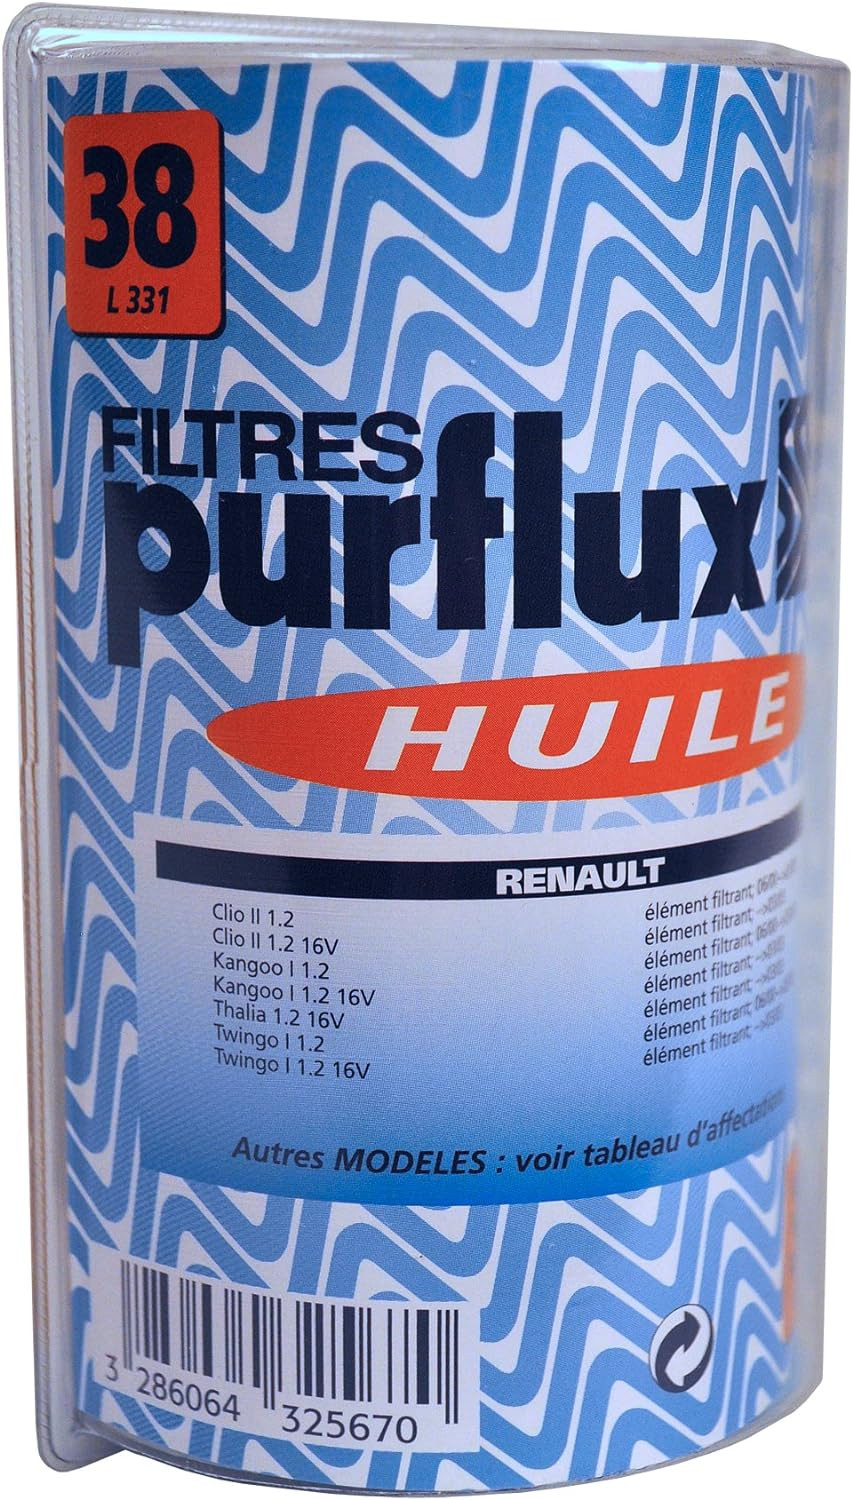 38
L 331
FILTRES
purflux
HUILE
RENAULT
Clio II 1.2
Clio II 1.2 16V
Kangoo I 1.2
Kangoo I 1.2 16V
Thalia 1.2 16V
Twingo I 1.2
Twingo I 1.2 16V
élément filtrant;
élément filtrant;
élément filtrant;
élément filtrant;
élément filtrant;
élément filtrant;
Autres MODELES : voir tableau d'affectation
3 286064 325670